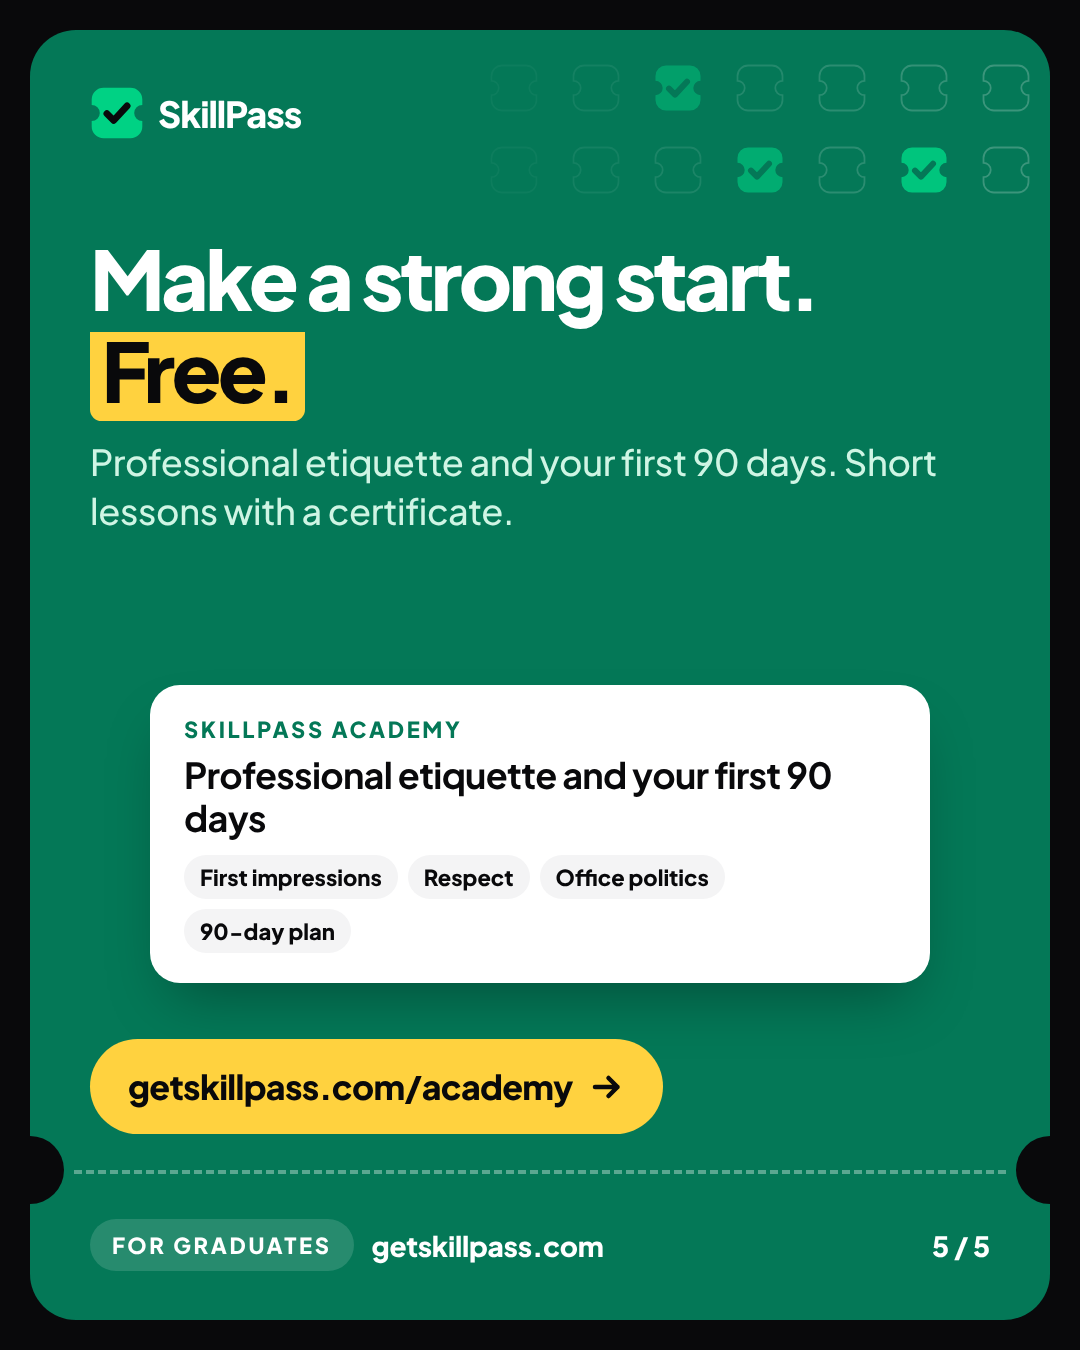 SkillPass
Make a strong start.
Free.
Professional etiquette and your first 90 days. Short
lessons with a certificate.
SKILLPASS ACADEMY
Professional etiquette and your first 90
days
First impressions
Respect
Office politics
90-day plan
getskillpass.com/academy →
FOR GRADUATES
getskillpass.com
5 / 5